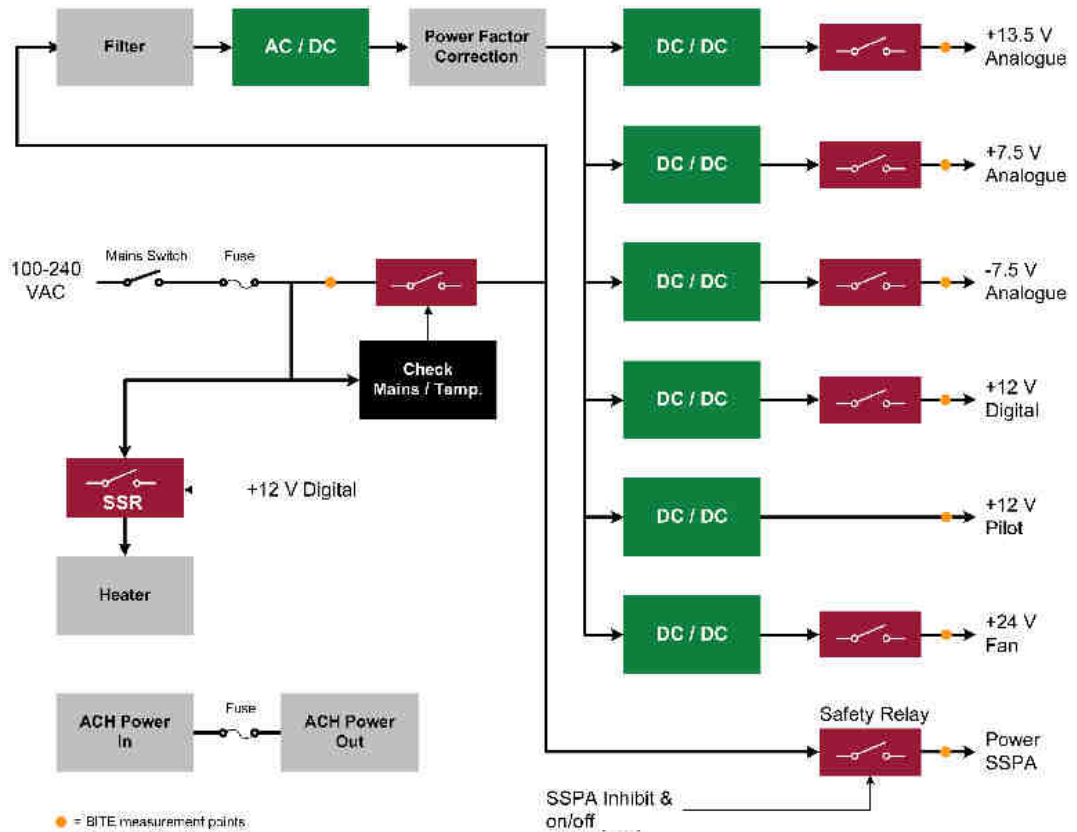 Filter
AC / DC
Power Factor
Correction
DC / DC
+13.5 V
Analogue
DC / DC
+7.5 V
Analogue
100-240
VAC
Mains Switch
Fuse
DC / DC
-7.5 V
Analogue
Check
Mains / Temp.
DC / DC
+12 V
Digital
SSR
+12 V Digital
DC / DC
+12 V
Pilot
Heater
DC / DC
+24 V
Fan
ACH Power
In
Fuse
ACH Power
Out
Safety Relay
Power
SSPA
SSPA Inhibit &
on/off
= BITE measurement points